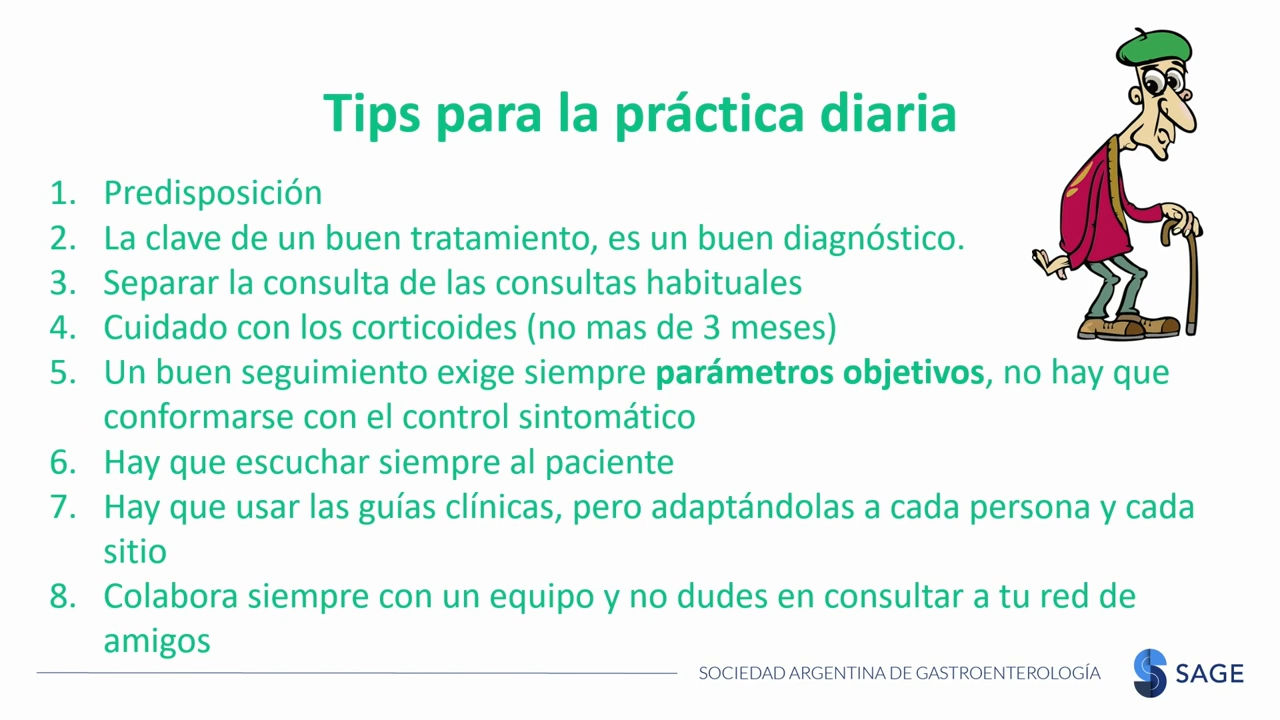 Tips para la práctica diaria
1. Predisposición
2. La clave de un buen tratamiento, es un buen diagnóstico.
3. Separar la consulta de las consultas habituales
4. Cuidado con los corticoides (no mas de 3 meses)
5. Un buen seguimiento exige siempre parámetros objetivos, no hay que
conformarse con el control sintomático
6. Hay que escuchar siempre al paciente
7. Hay que usar las guías clínicas, pero adaptándolas a cada persona y cada
sitio
8. Colabora siempre con un equipo y no dudes en consultar a tu red de
amigos
SOCIEDAD ARGENTINA DE GASTROENTEROLOGÍA
SAGE